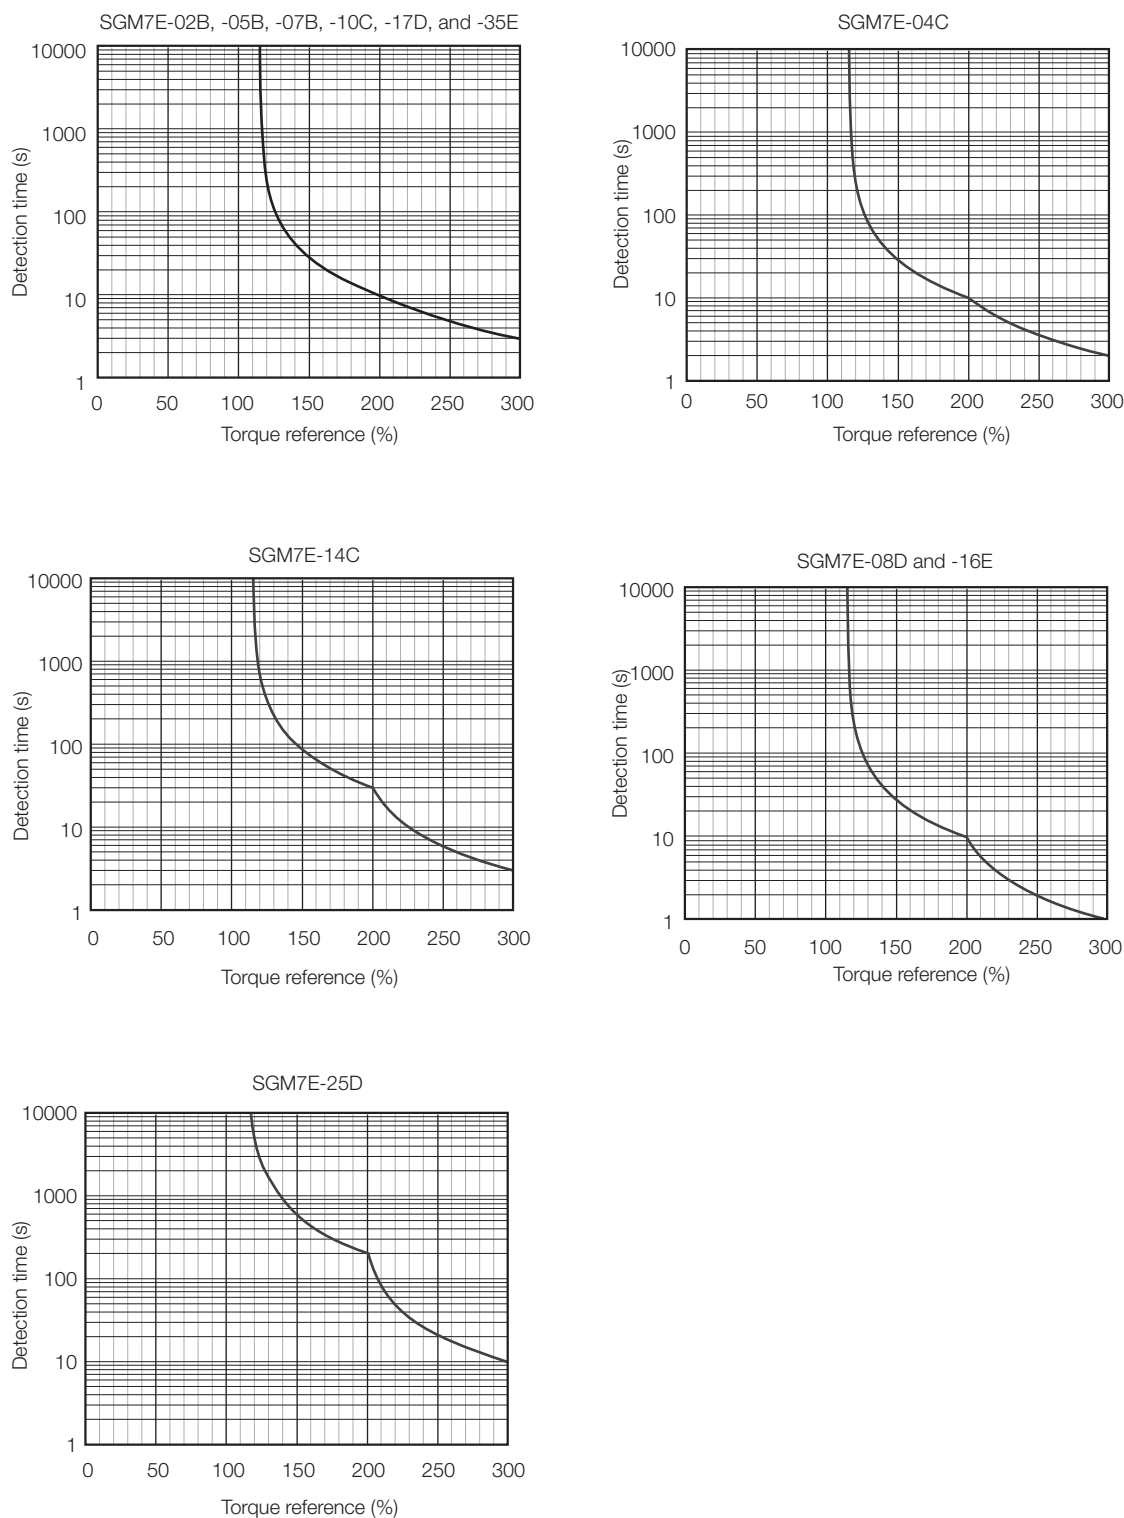 SGM7E-02B, -05B, -07B, -10C, -17D, and -35E
10000
1000
100
10
1
Detection time (s)
0 50 100 150 200 250 300
Torque reference (%)
SGM7E-04C
10000
1000
100
10
1
Detection time (s)
0 50 100 150 200 250 300
Torque reference (%)
SGM7E-14C
10000
1000
100
10
1
Detection time (s)
0 50 100 150 200 250 300
Torque reference (%)
SGM7E-08D and -16E
10000
1000
100
10
1
Detection time (s)
0 50 100 150 200 250 300
Torque reference (%)
SGM7E-25D
10000
1000
100
10
1
Detection time (s)
0 50 100 150 200 250 300
Torque reference (%)